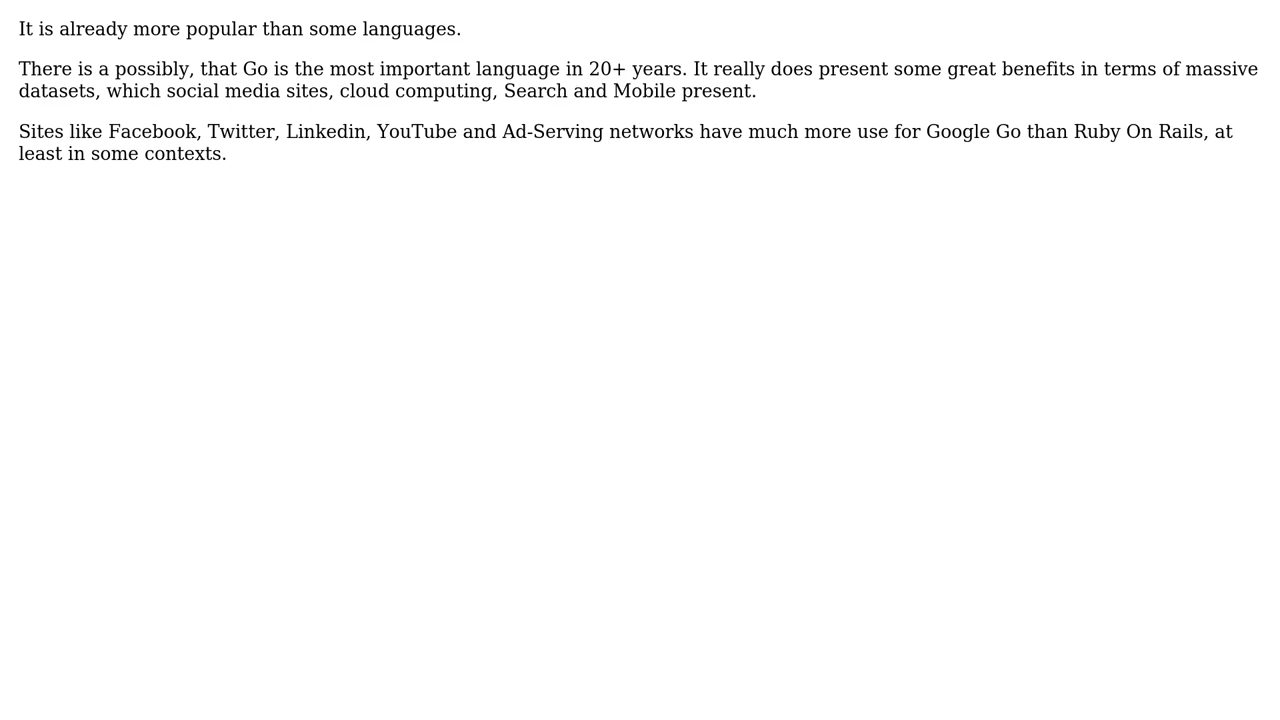 It is already more popular than some languages.
There is a possibly, that Go is the most important language in 20+ years. It really does present some great benefits in terms of massive
datasets, which social media sites, cloud computing, Search and Mobile present.
Sites like Facebook, Twitter, Linkedin, YouTube and Ad-Serving networks have much more use for Google Go than Ruby On Rails, at
least in some contexts.